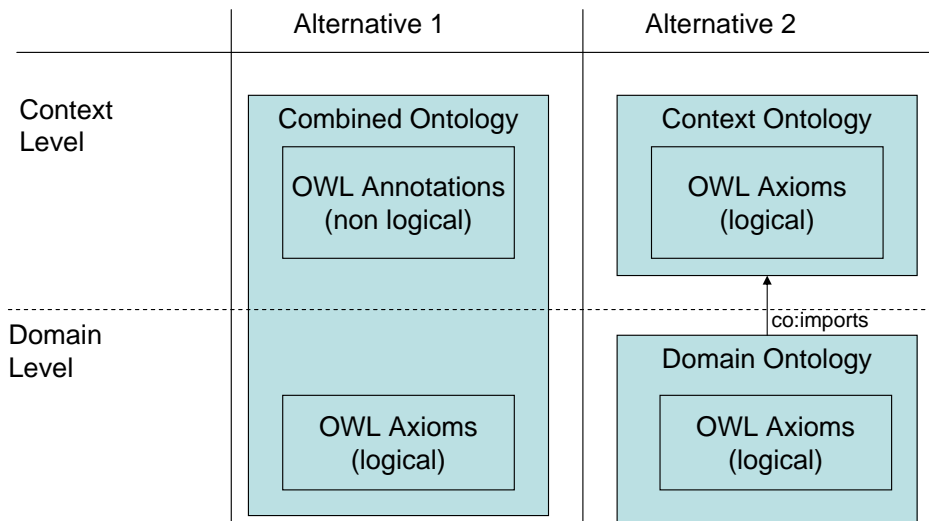 Alternative 1
Alternative 2
Context
Level
Combined Ontology
OWL Annotations
(non logical)
Context Ontology
OWL Axioms
(logical)
co:imports
Domain
Level
OWL Axioms
(logical)
Domain Ontology
OWL Axioms
(logical)